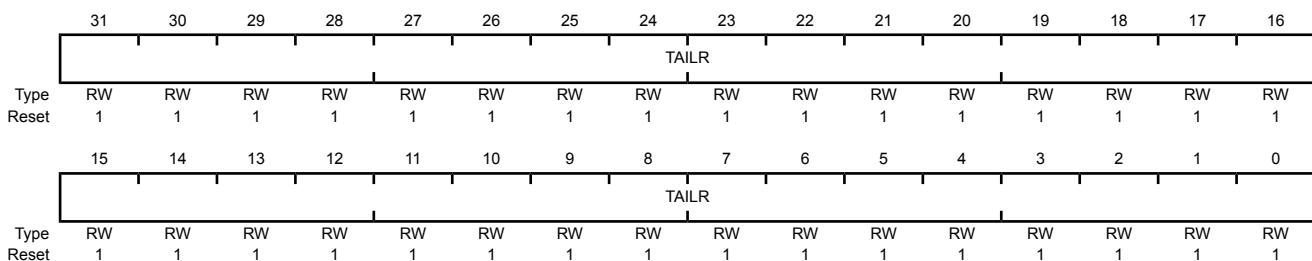 31 30 29 28 27 26 25 24 23 22 21 20 19 18 17 16
TAILR
Type RW RW RW RW RW RW RW RW RW RW RW RW RW RW RW RW
Reset 1 1 1 1 1 1 1 1 1 1 1 1 1 1 1 1
15 14 13 12 11 10 9 8 7 6 5 4 3 2 1 0
TAILR
Type RW RW RW RW RW RW RW RW RW RW RW RW RW RW RW RW
Reset 1 1 1 1 1 1 1 1 1 1 1 1 1 1 1 1